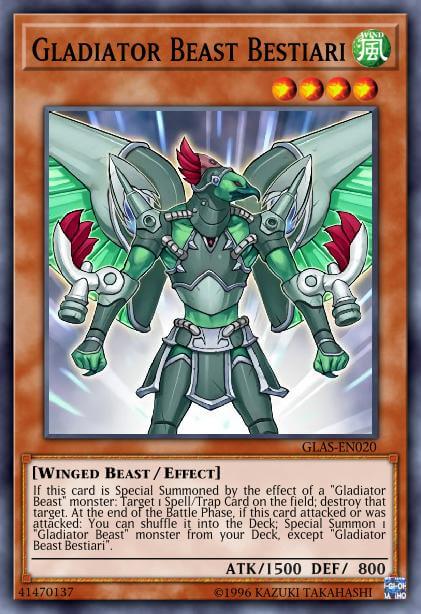 Gladiator Beast Bestiari
WIND
風
GLAS-EN020
[Winged Beast / Effect]
If this card is Special Summoned by the effect of a "Gladiator
Beast" monster: Target 1 Spell/Trap Card on the field; destroy that
target. At the end of the Battle Phase, if this card attacked or was
attacked: You can shuffle it into the Deck; Special Summon 1
"Gladiator Beast" monster from your Deck, except "Gladiator
Beast Bestiari".
ATK/1500 DEF/ 800
41470137
©1996 KAZUKI TAKAHASHI